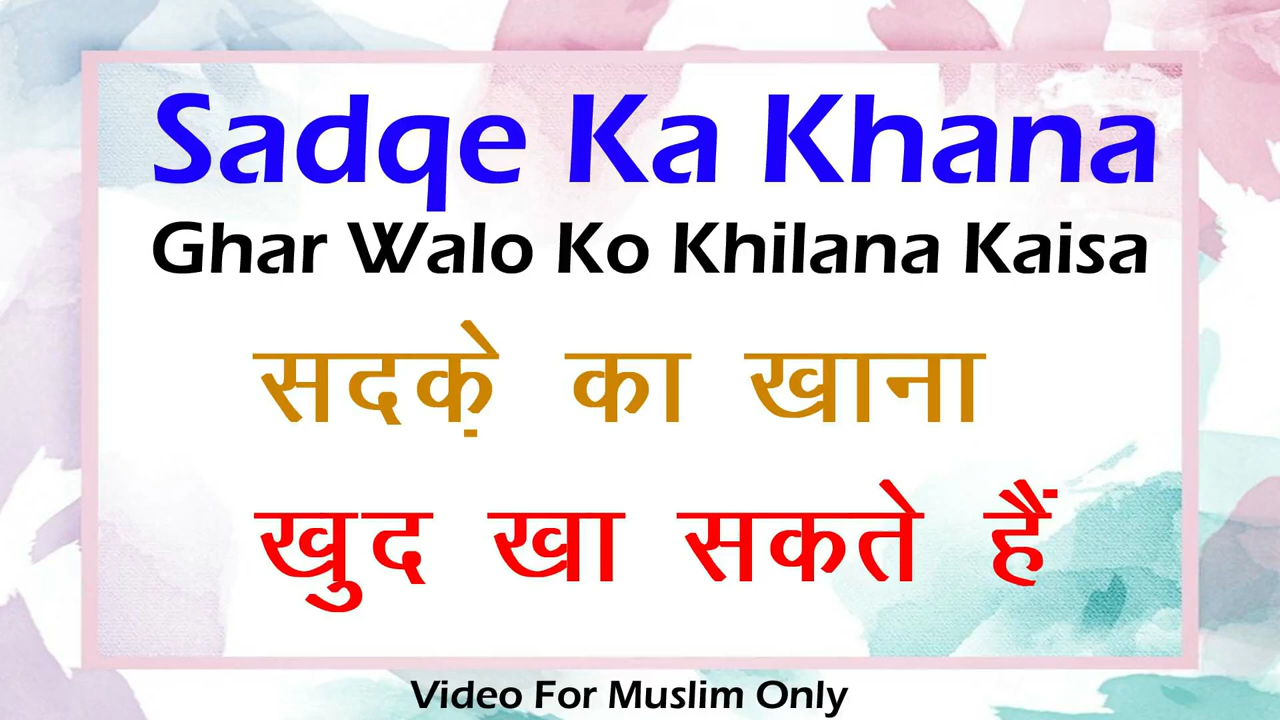 Sadqe Ka Khana
Ghar Walo Ko Khilana Kaisa
सदक़े का खाना
खुद खा सकते हैं
Video For Muslim Only